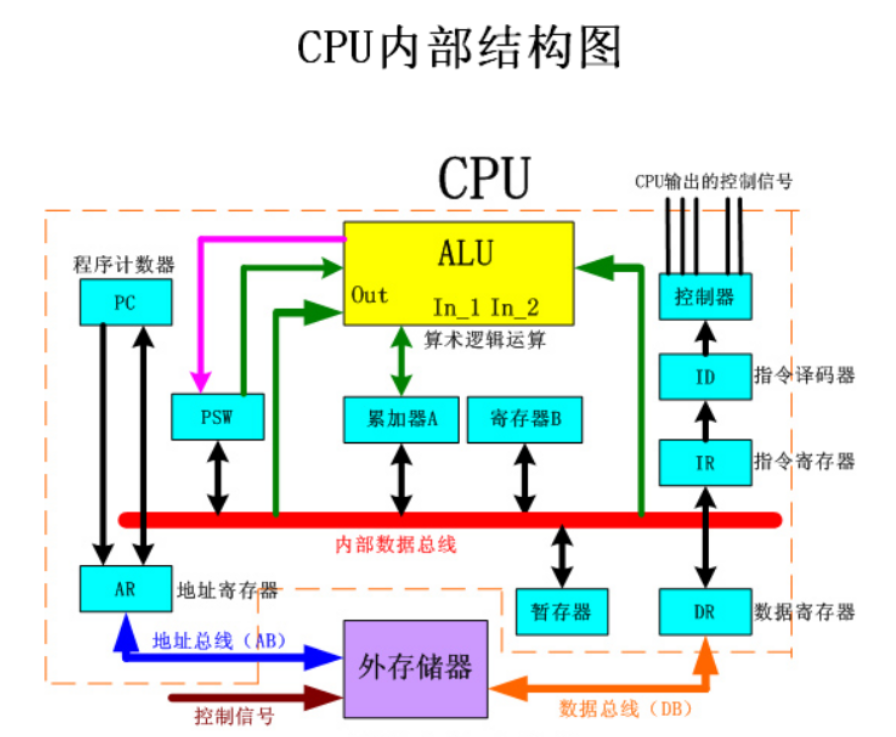 CPU内部结构图
CPU
CPU输出的控制信号
程序计数器
PC
ALU
Out
In_1 In_2
算术逻辑运算
控制器
ID
指令译码器
PSW
累加器A
寄存器B
IR
指令寄存器
内部数据总线
AR
地址寄存器
暂存器
DR
数据寄存器
地址总线（AB）
外存储器
控制信号
数据总线（DB）